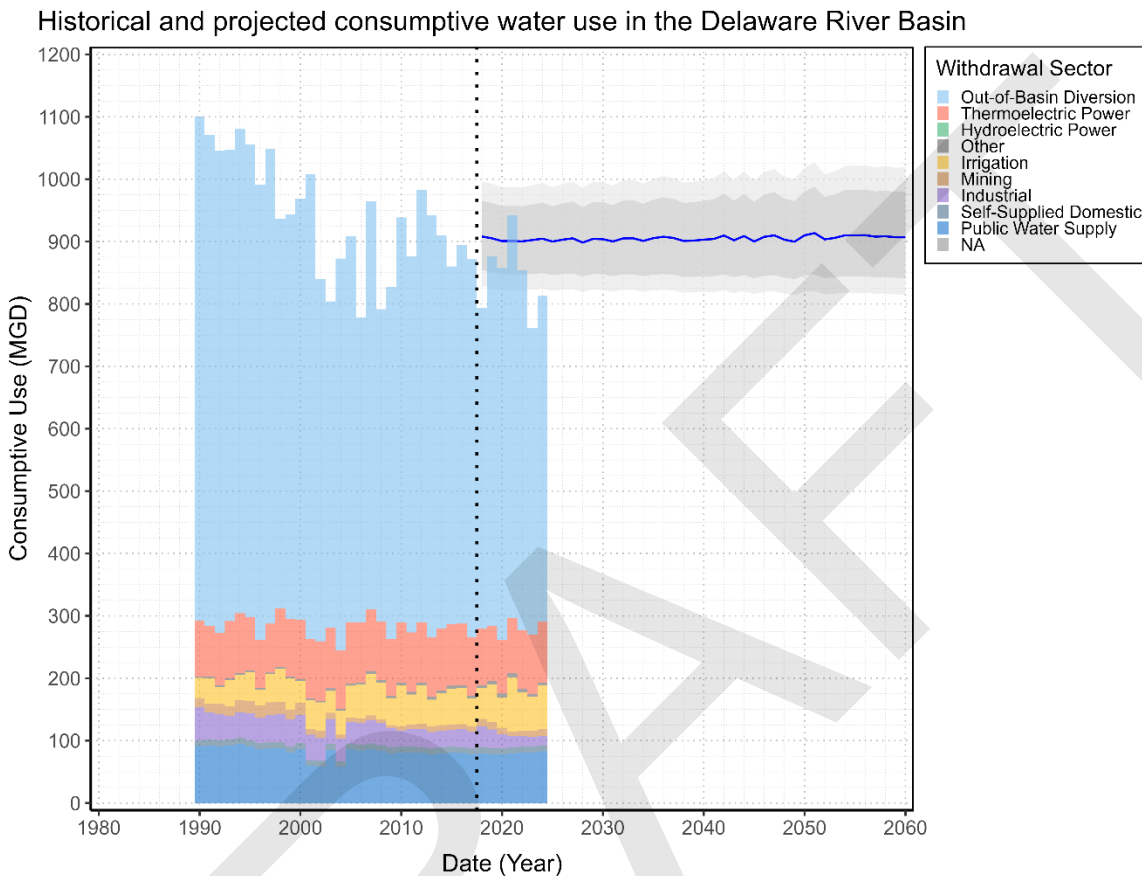 Historical and projected consumptive water use in the Delaware River Basin
1200
1100
1000
900
800
700
600
500
400
300
200
100
0
Consumptive Use (MGD)
1980
1990
2000
2010
2020
2030
2040
2050
2060
Date (Year)
Withdrawal Sector
Out-of-Basin Diversion
Thermoelectric Power
Hydroelectric Power
Other
Irrigation
Mining
Industrial
Self-Supplied Domestic
Public Water Supply
NA
DRAFT